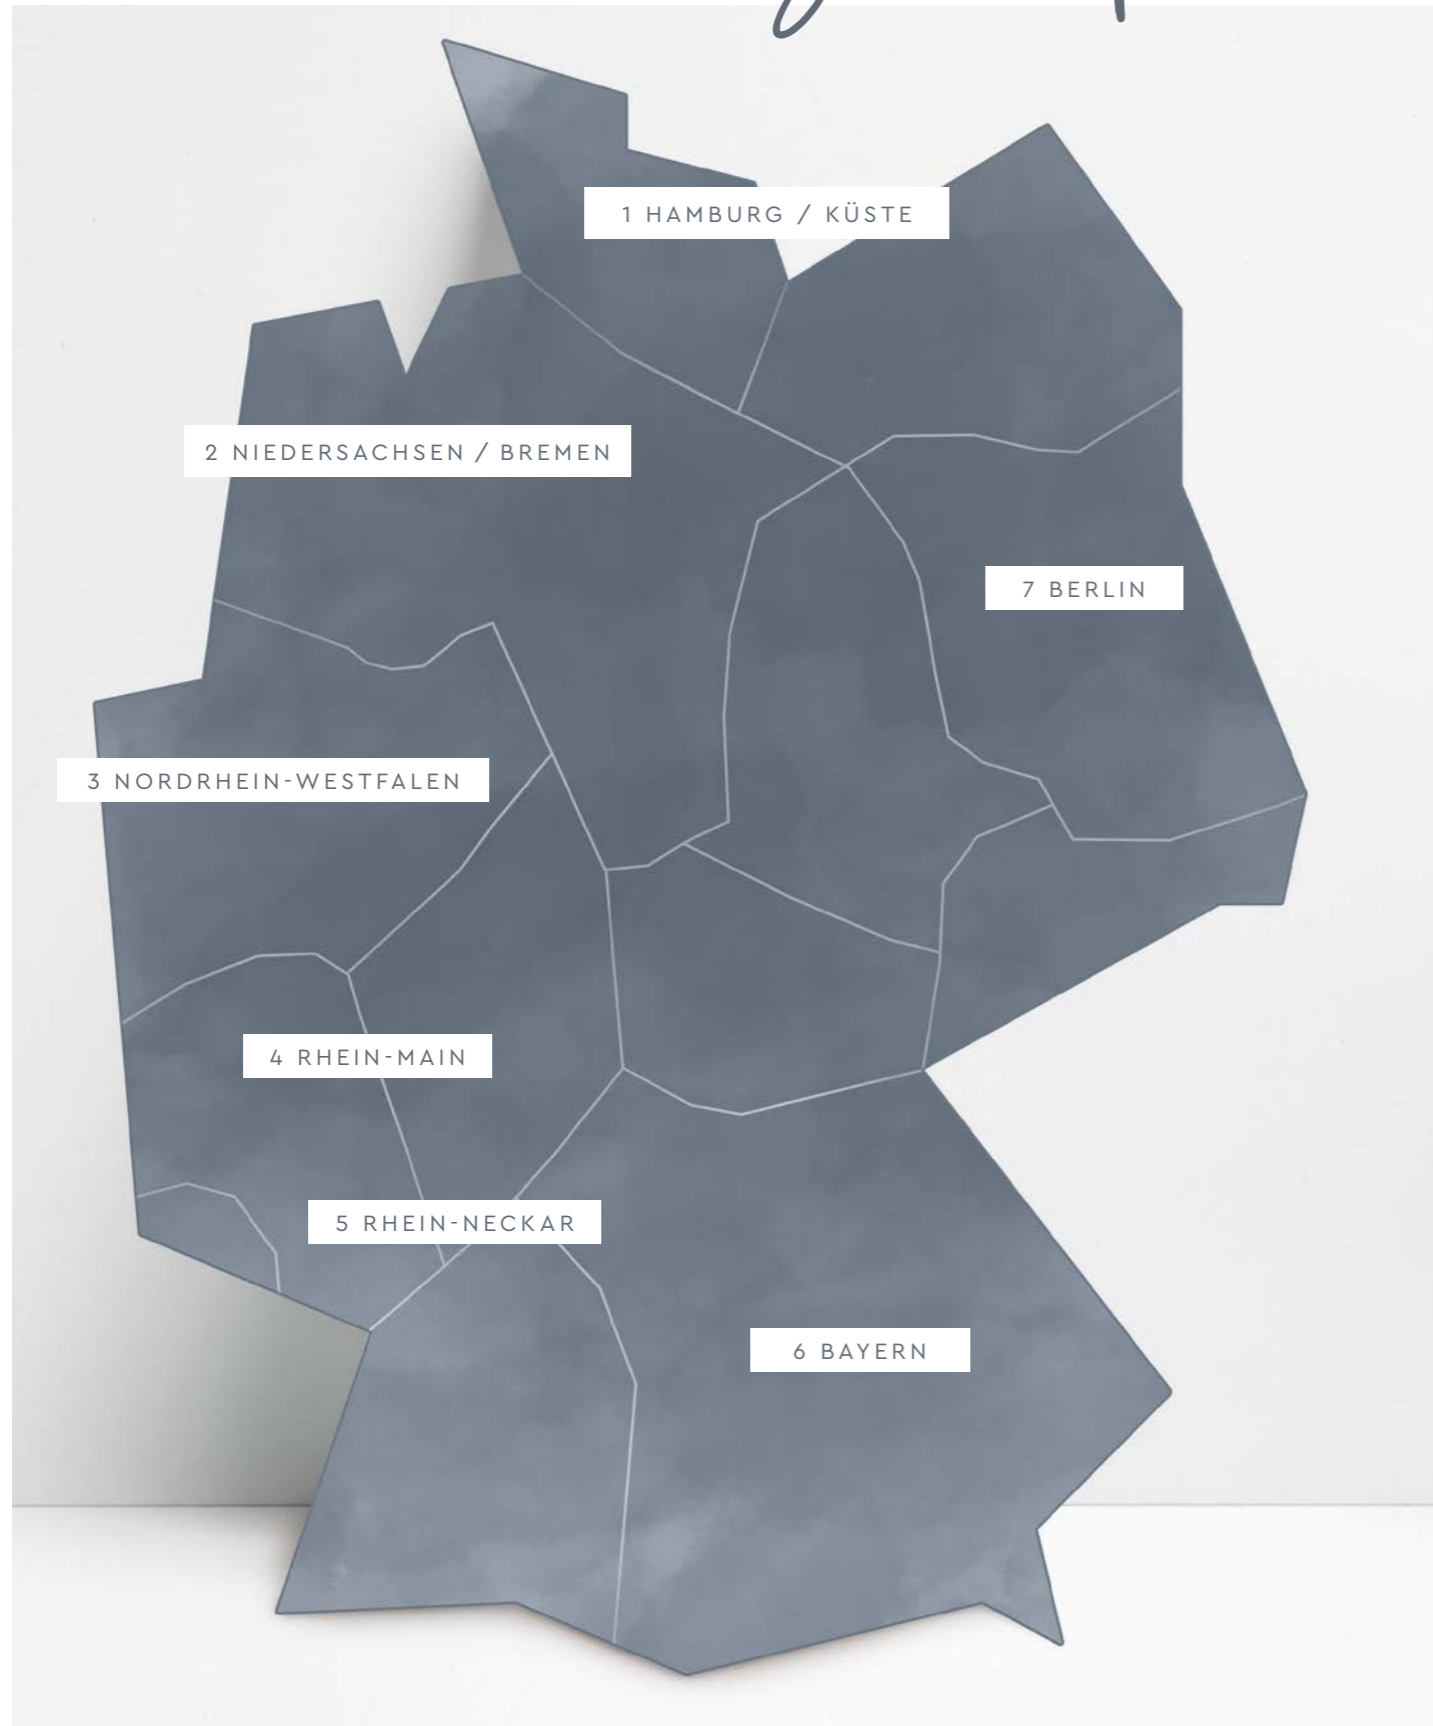 1 HAMBURG / KÜSTE
2 NIEDERSACHSEN / BREMEN
7 BERLIN
3 NORDRHEIN-WESTFALEN
4 RHEIN-MAIN
5 RHEIN-NECKAR
6 BAYERN